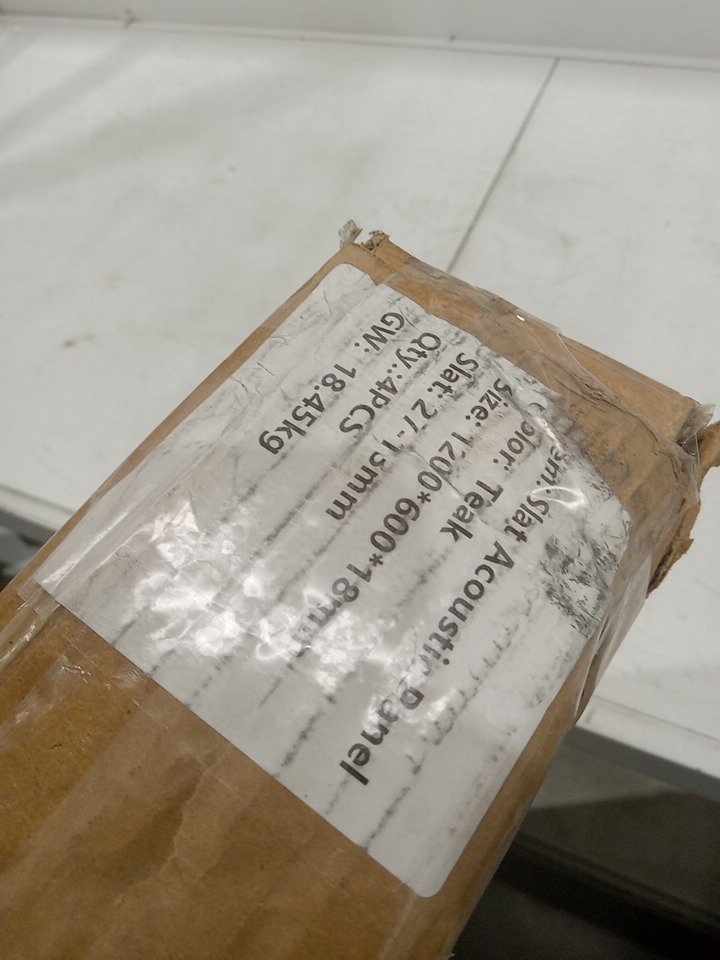 Slat Acoustic Panel
Color: Teak
Size: 1200*600*18mm
Slat: 27-13mm
Qty.:4PCS
GW: 18.45kg